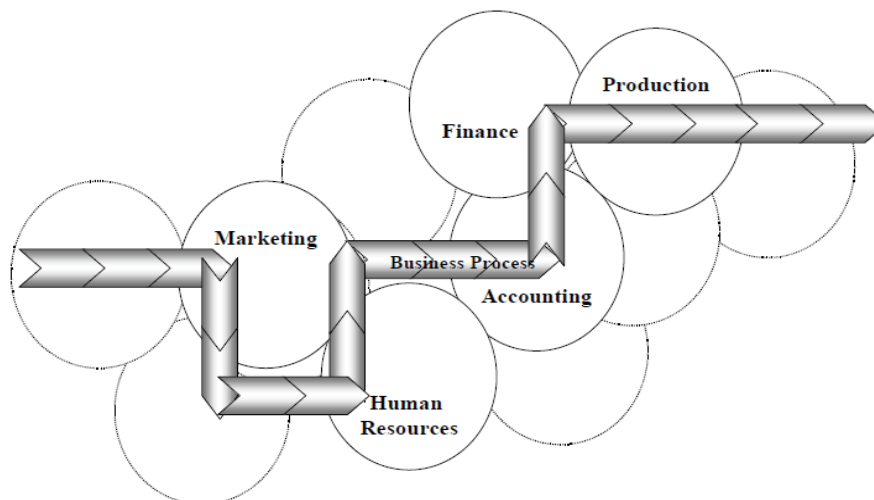 Production
Finance
Marketing
Business Process
Accounting
Human
Resources